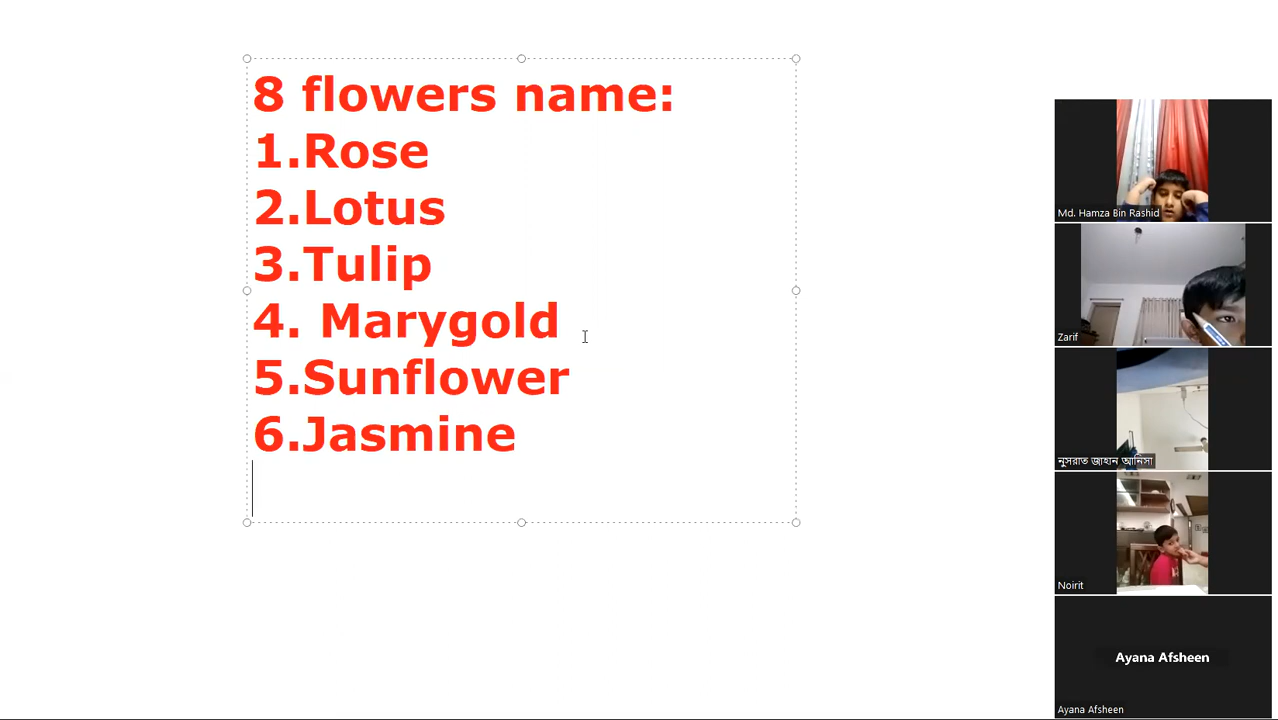 8 flowers name:
1.Rose
2.Lotus
3.Tulip
4. Marygold
5.Sunflower
6.Jasmine
Md. Hamza Bin Rashid
Zarif
নুসরাত জাহান আনিসা
Noirit
Ayana Afsheen
Ayana Afsheen